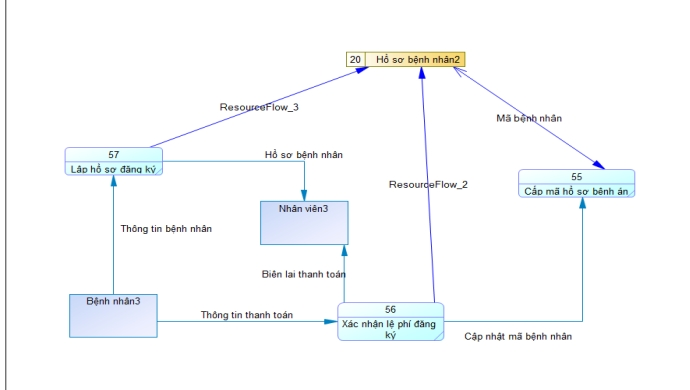 20 Hồ sơ bệnh nhân2
ResourceFlow_3
Mã bệnh nhân
57
Lập hồ sơ đăng ký
Hồ sơ bệnh nhân
ResourceFlow_2
55
Cấp mã hồ sơ bệnh án
Nhân viên3
Thông tin bệnh nhân
Biên lai thanh toán
Bệnh nhân3
Thông tin thanh toán
56
Xác nhận lệ phí đăng
ký
Cập nhật mã bệnh nhân